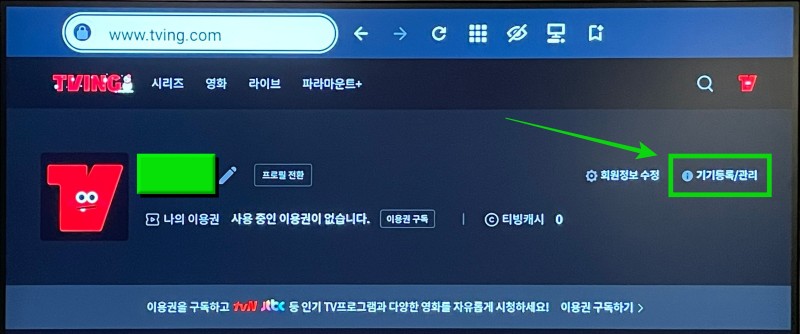 www.tving.com
TVING 시리즈 영화 라이브 파라마운트+
프로필 전환 회원정보 수정 기기등록/관리
나의 이용권 사용 중인 이용권이 없습니다. 이용권 구독 | 티빙캐시 0
이용권을 구독하고 tvN JTBC 등 인기 TV프로그램과 다양한 영화를 자유롭게 시청하세요! 이용권 구독하기 >